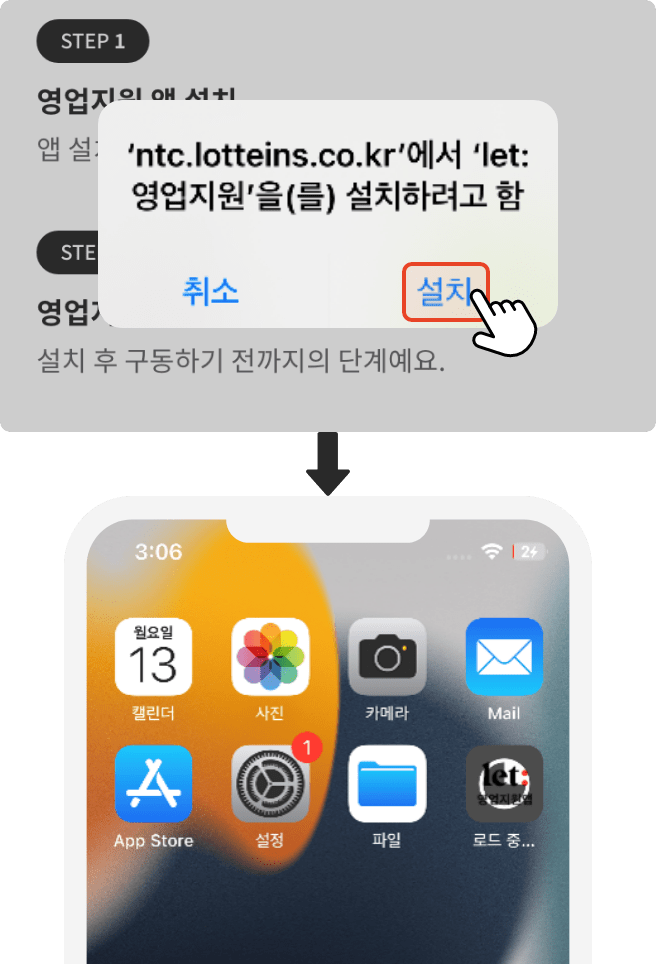 STEP 1
영업지원 앱 설치
앱 설치
‘ntc.lotteins.co.kr’에서 ‘let:
영업지원’을(를) 설치하려고 함
취소
설치
STE
영업지
설치 후 구동하기 전까지의 단계예요.
3:06
2
월요일
13
캘린더
사진
카메라
Mail
1
let:
영업지원앱
App Store
설정
파일
로드 중...